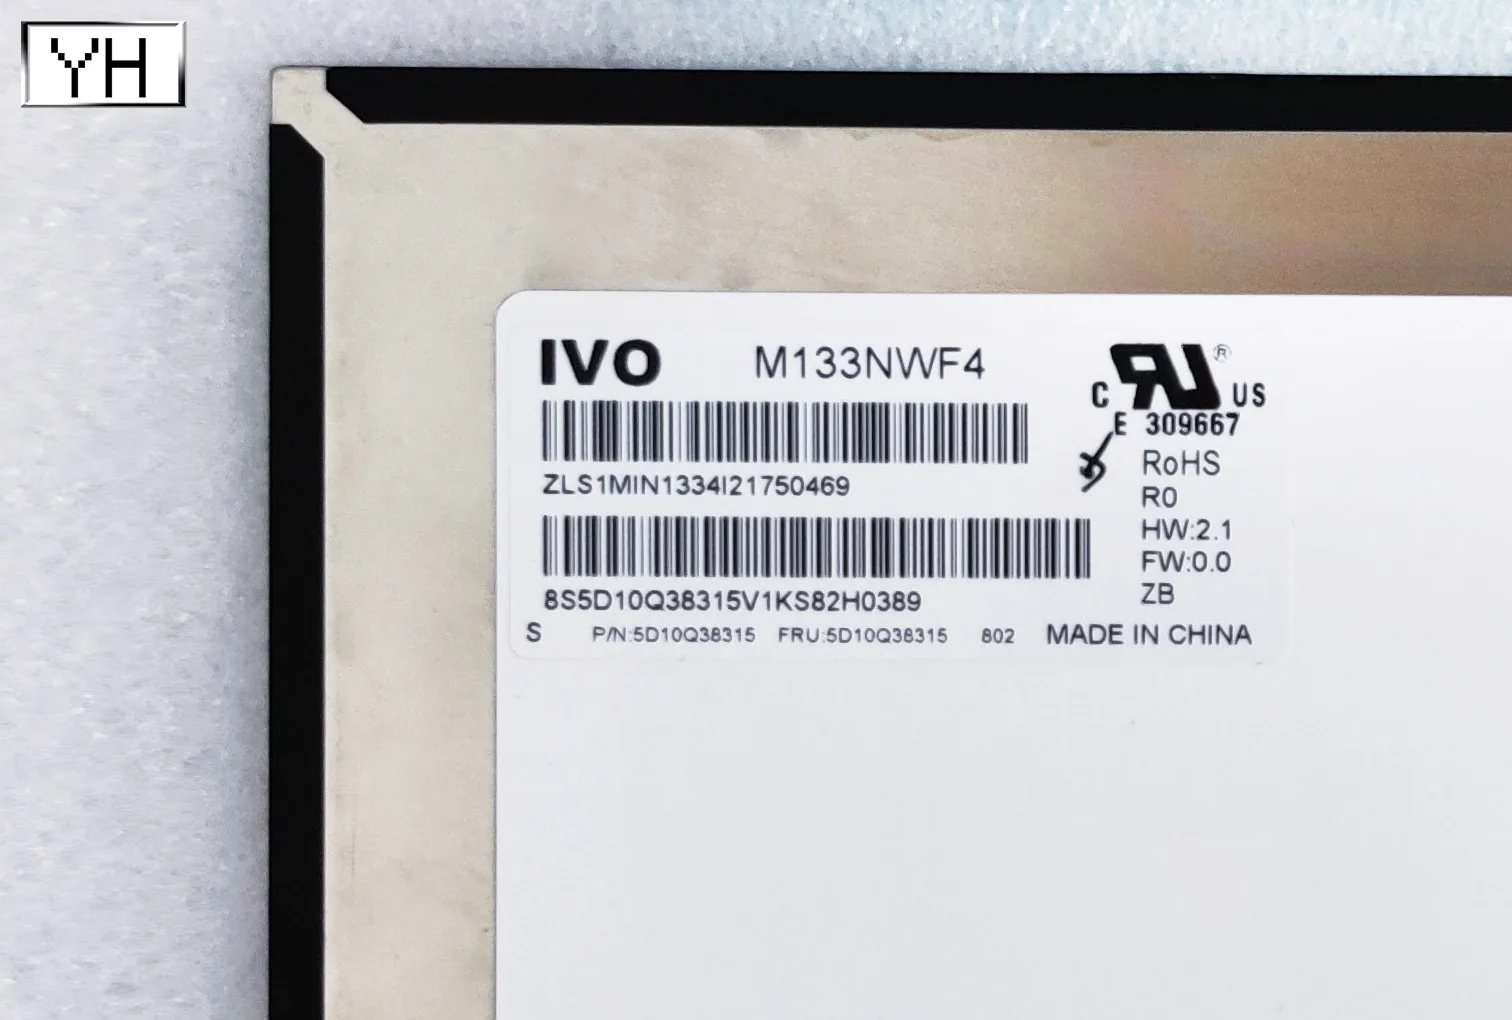 YH
IVO M133NWF4
C UR ® US
E 309667
ZLS1MIN1334I21750469
RoHS
R0
HW:2.1
FW:0.0
ZB
8S5D10Q38315V1KS82H0389
S P/N:5D10Q38315 FRU:5D10Q38315 802 MADE IN CHINA